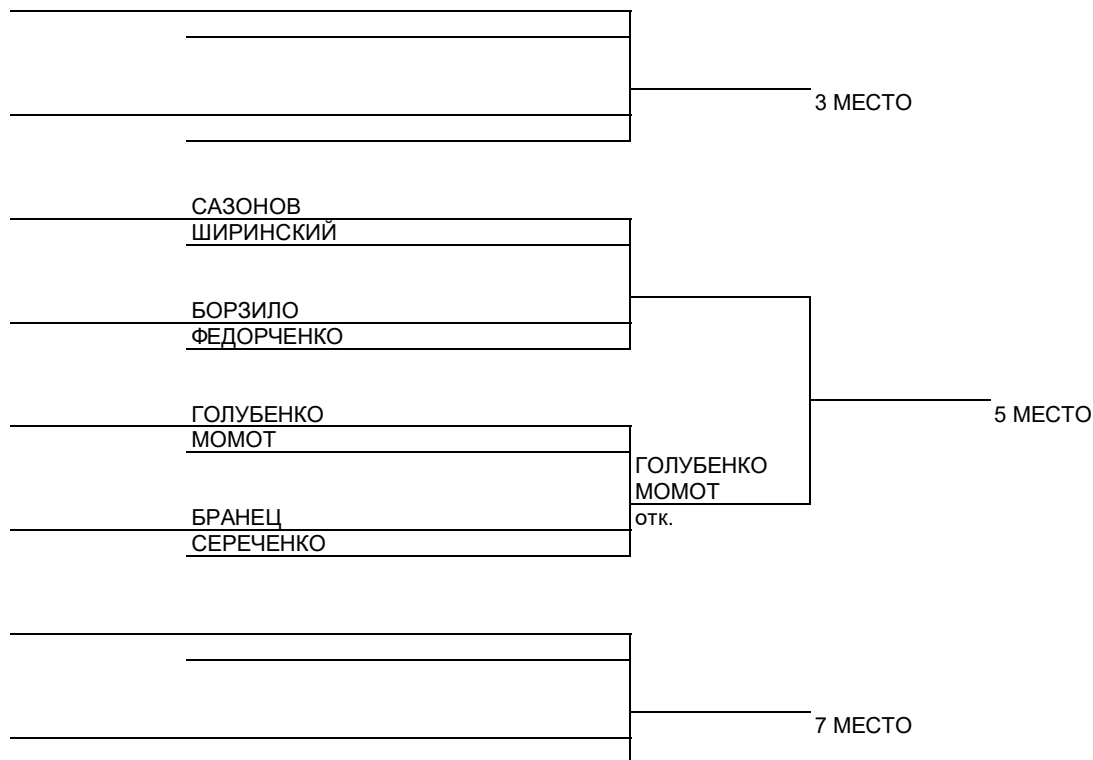 3 МЕСТО
САЗОНОВ
ШИРИНСКИЙ
БОРЗИЛО
ФЕДОРЧЕНКО
ГОЛУБЕНКО
МОМОТ
5 МЕСТО
ГОЛУБЕНКО
МОМОТ
отк.
БРАНЕЦ
СЕРЕЧЕНКО
7 МЕСТО